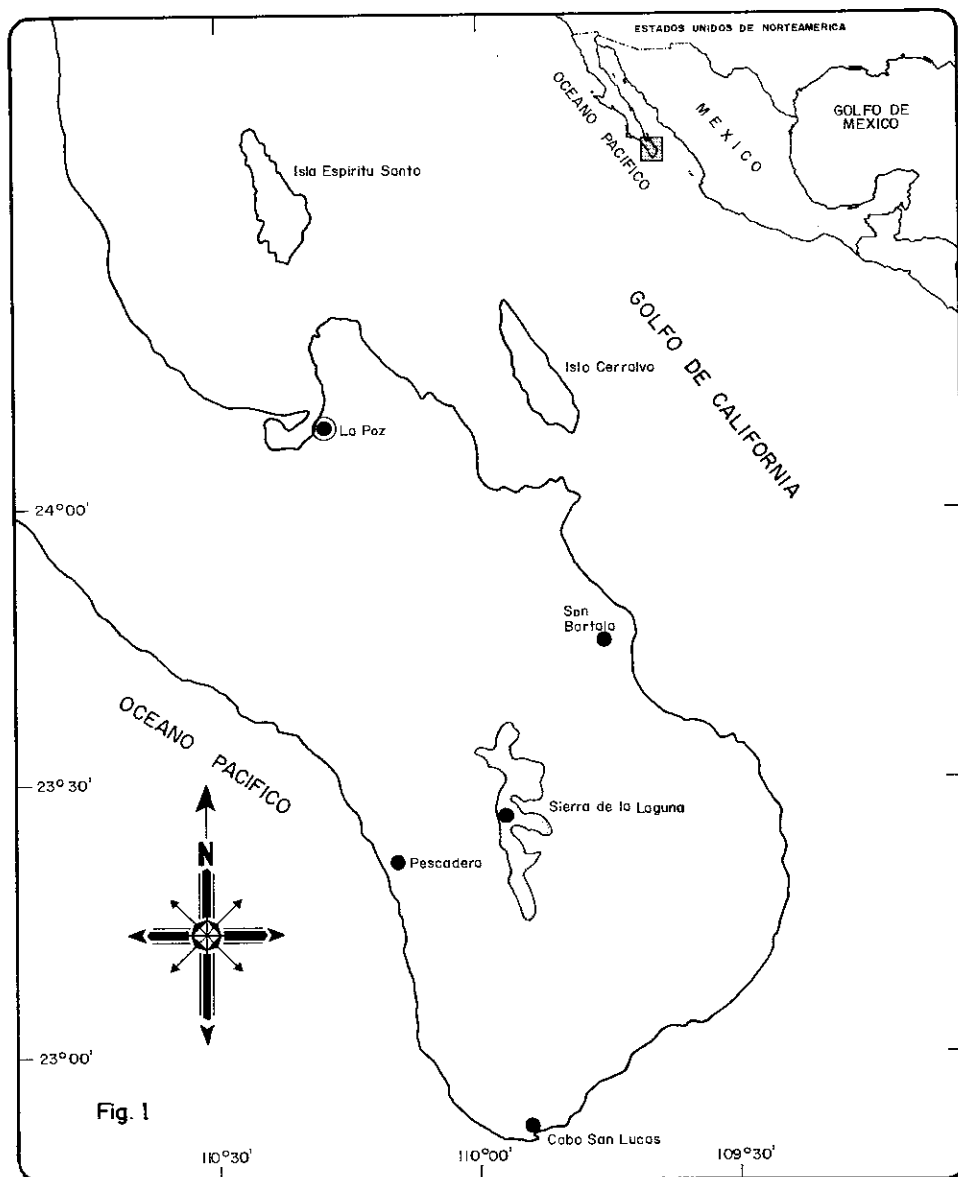 ESTADOS UNIDOS DE NORTEAMERICA
OCEANO PACIFICO
MEXICO
GOLFO DE
MEXICO
Isla Espiritu Santo
GOLFO DE CALIFORNIA
Isla Cerralvo
La Paz
24°00'
San
Bartolo
OCEANO PACIFICO
23°30'
Sierra de la Laguna
Pescadero
N
23°00'
Fig. 1
Cabo San Lucas
110°30'
110°00'
109°30'